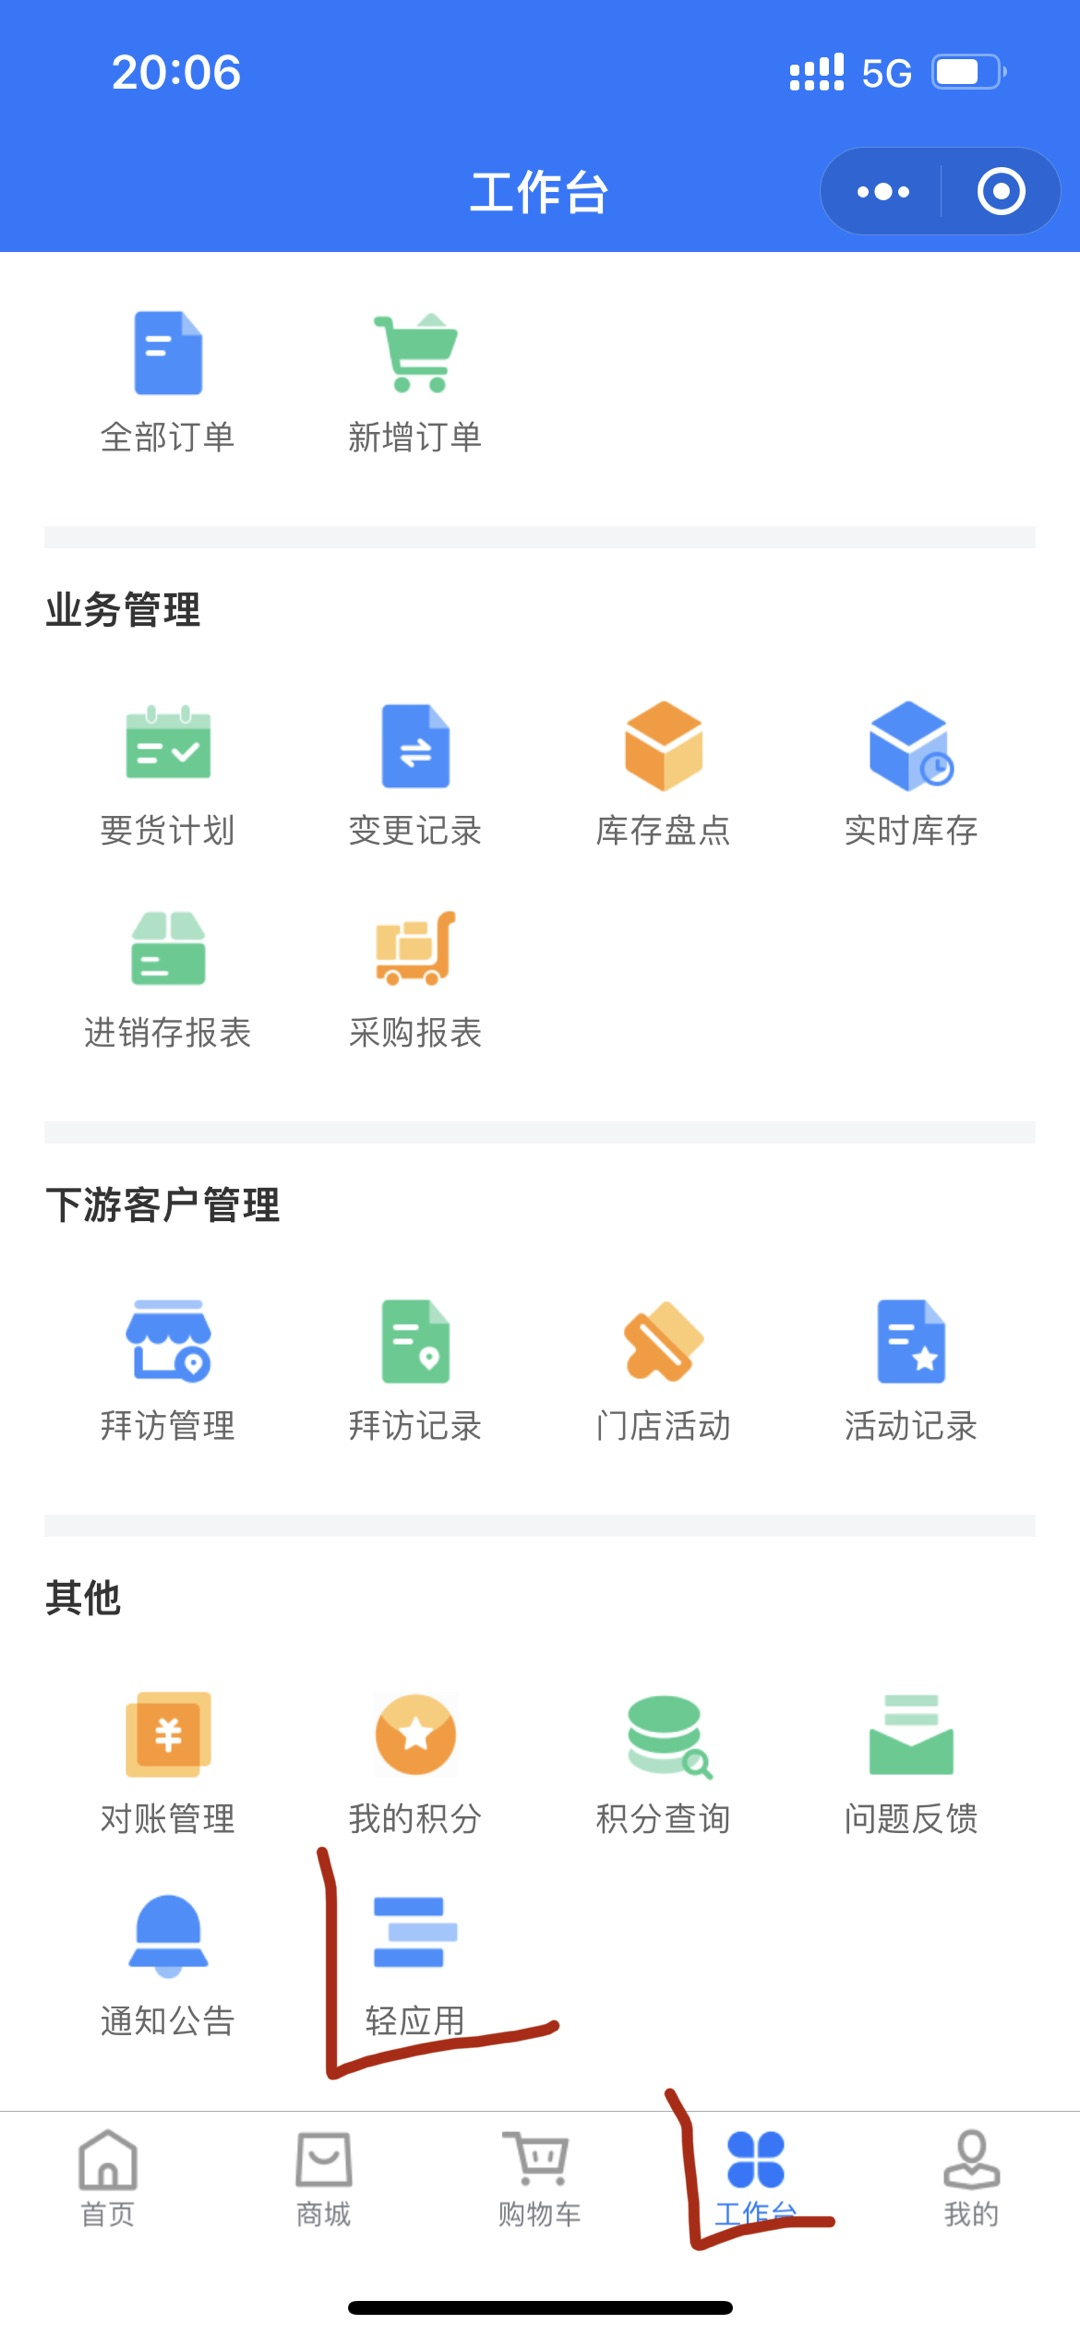 20:06 5G
工作台
全部订单 新增订单
业务管理
要货计划 变更记录 库存盘点 实时库存
进销存报表 采购报表
下游客户管理
拜访管理 拜访记录 门店活动 活动记录
其他
¥
对账管理 我的积分 积分查询 问题反馈
通知公告 轻应用
首页 商城 购物车 工作台 我的